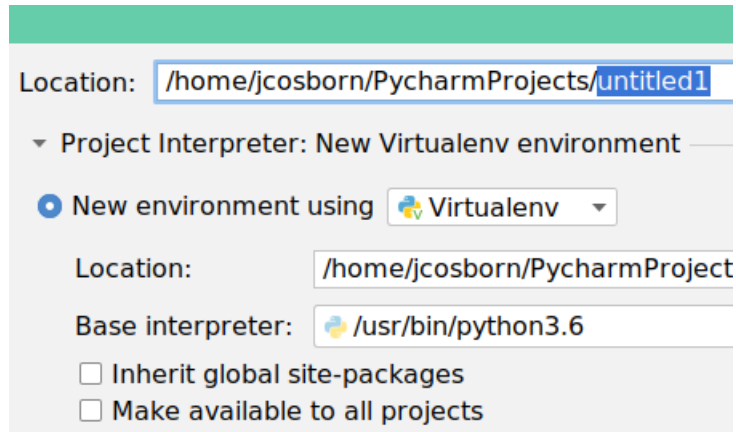 Location: /home/jcosborn/PycharmProjects/untitled1
Project Interpreter: New Virtualenv environment
New environment using Virtualenv
Location: /home/jcosborn/PycharmProject
Base interpreter: /usr/bin/python3.6
Inherit global site-packages
Make available to all projects